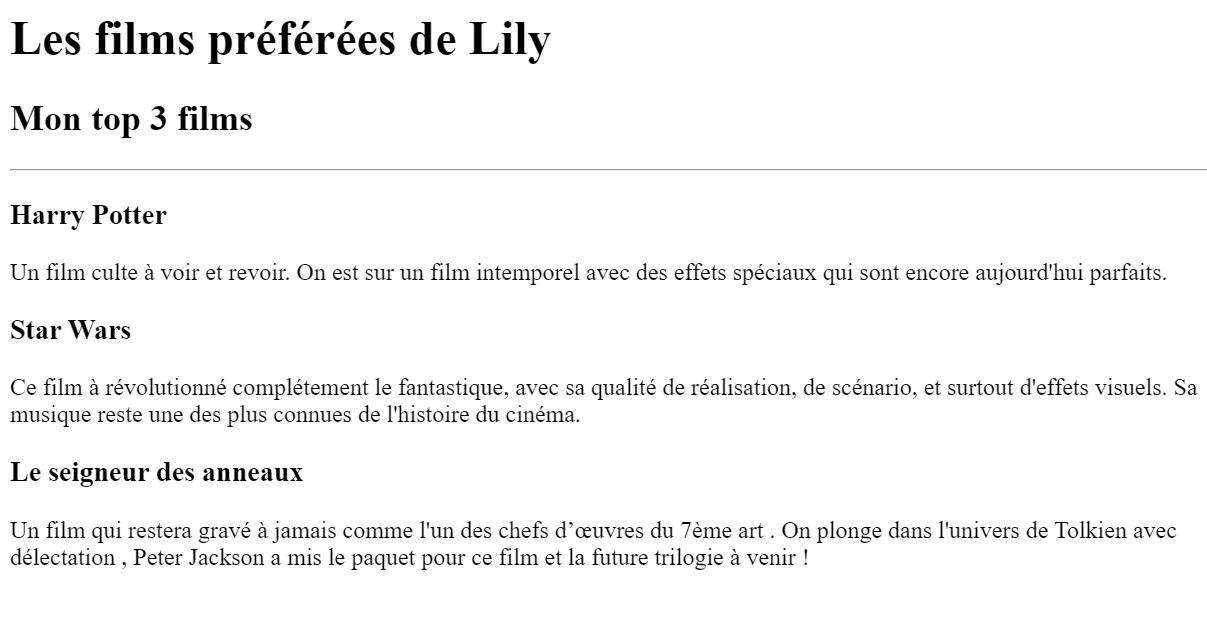 Les films préférées de Lily
Mon top 3 films
Harry Potter
Un film culte à voir et revoir. On est sur un film intemporel avec des effets spéciaux qui sont encore aujourd'hui parfaits.
Star Wars
Ce film à révolutionné complétement le fantastique, avec sa qualité de réalisation, de scénario, et surtout d'effets visuels. Sa
musique reste une des plus connues de l'histoire du cinéma.
Le seigneur des anneaux
Un film qui restera gravé à jamais comme l'un des chefs d’œuvres du 7ème art . On plonge dans l'univers de Tolkien avec
délectation , Peter Jackson a mis le paquet pour ce film et la future trilogie à venir !